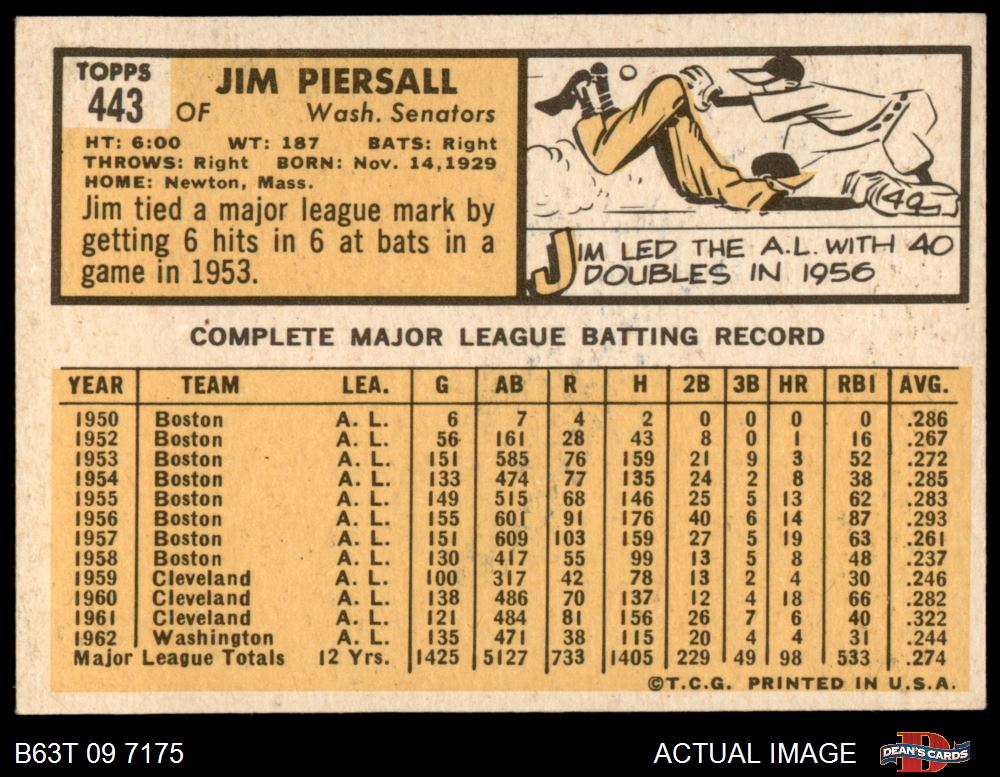 TOPPS
443
JIM PIERSALL
OF Wash. Senators
HT: 6:00 WT: 187 BATS: Right
THROWS: Right BORN: Nov. 14,1929
HOME: Newton, Mass.
Jim tied a major league mark by
getting 6 hits in 6 at bats in a
game in 1953.
49
JIM LED THE A.L. WITH 40
DOUBLES IN 1956
COMPLETE MAJOR LEAGUE BATTING RECORD
YEAR TEAM LEA. G AB R H 2B 3B HR RBI AVG.
1950 Boston A. L. 6 7 4 2 0 0 0 0 .286
1952 Boston A. L. 56 161 28 43 8 0 1 16 .267
1953 Boston A. L. 151 585 76 159 21 9 3 52 .272
1954 Boston A. L. 133 474 77 135 24 2 8 38 .285
1955 Boston A. L. 149 515 68 146 25 5 13 62 .283
1956 Boston A. L. 155 601 91 176 40 6 14 87 .293
1957 Boston A. L. 151 609 103 159 27 5 19 63 .261
1958 Boston A. L. 130 417 55 99 13 5 8 48 .237
1959 Cleveland A. L. 100 317 42 78 13 2 4 30 .246
1960 Cleveland A. L. 138 486 70 137 12 4 18 66 .282
1961 Cleveland A. L. 121 484 81 156 26 7 6 40 .322
1962 Washington A. L. 135 471 38 115 20 4 4 31 .244
Major League Totals 12 Yrs. 1425 5127 733 1405 229 49 98 533 .274
©T.C.G. PRINTED IN U.S.A.
B63T 09 7175
ACTUAL IMAGE
D
DEAN'S CARDS